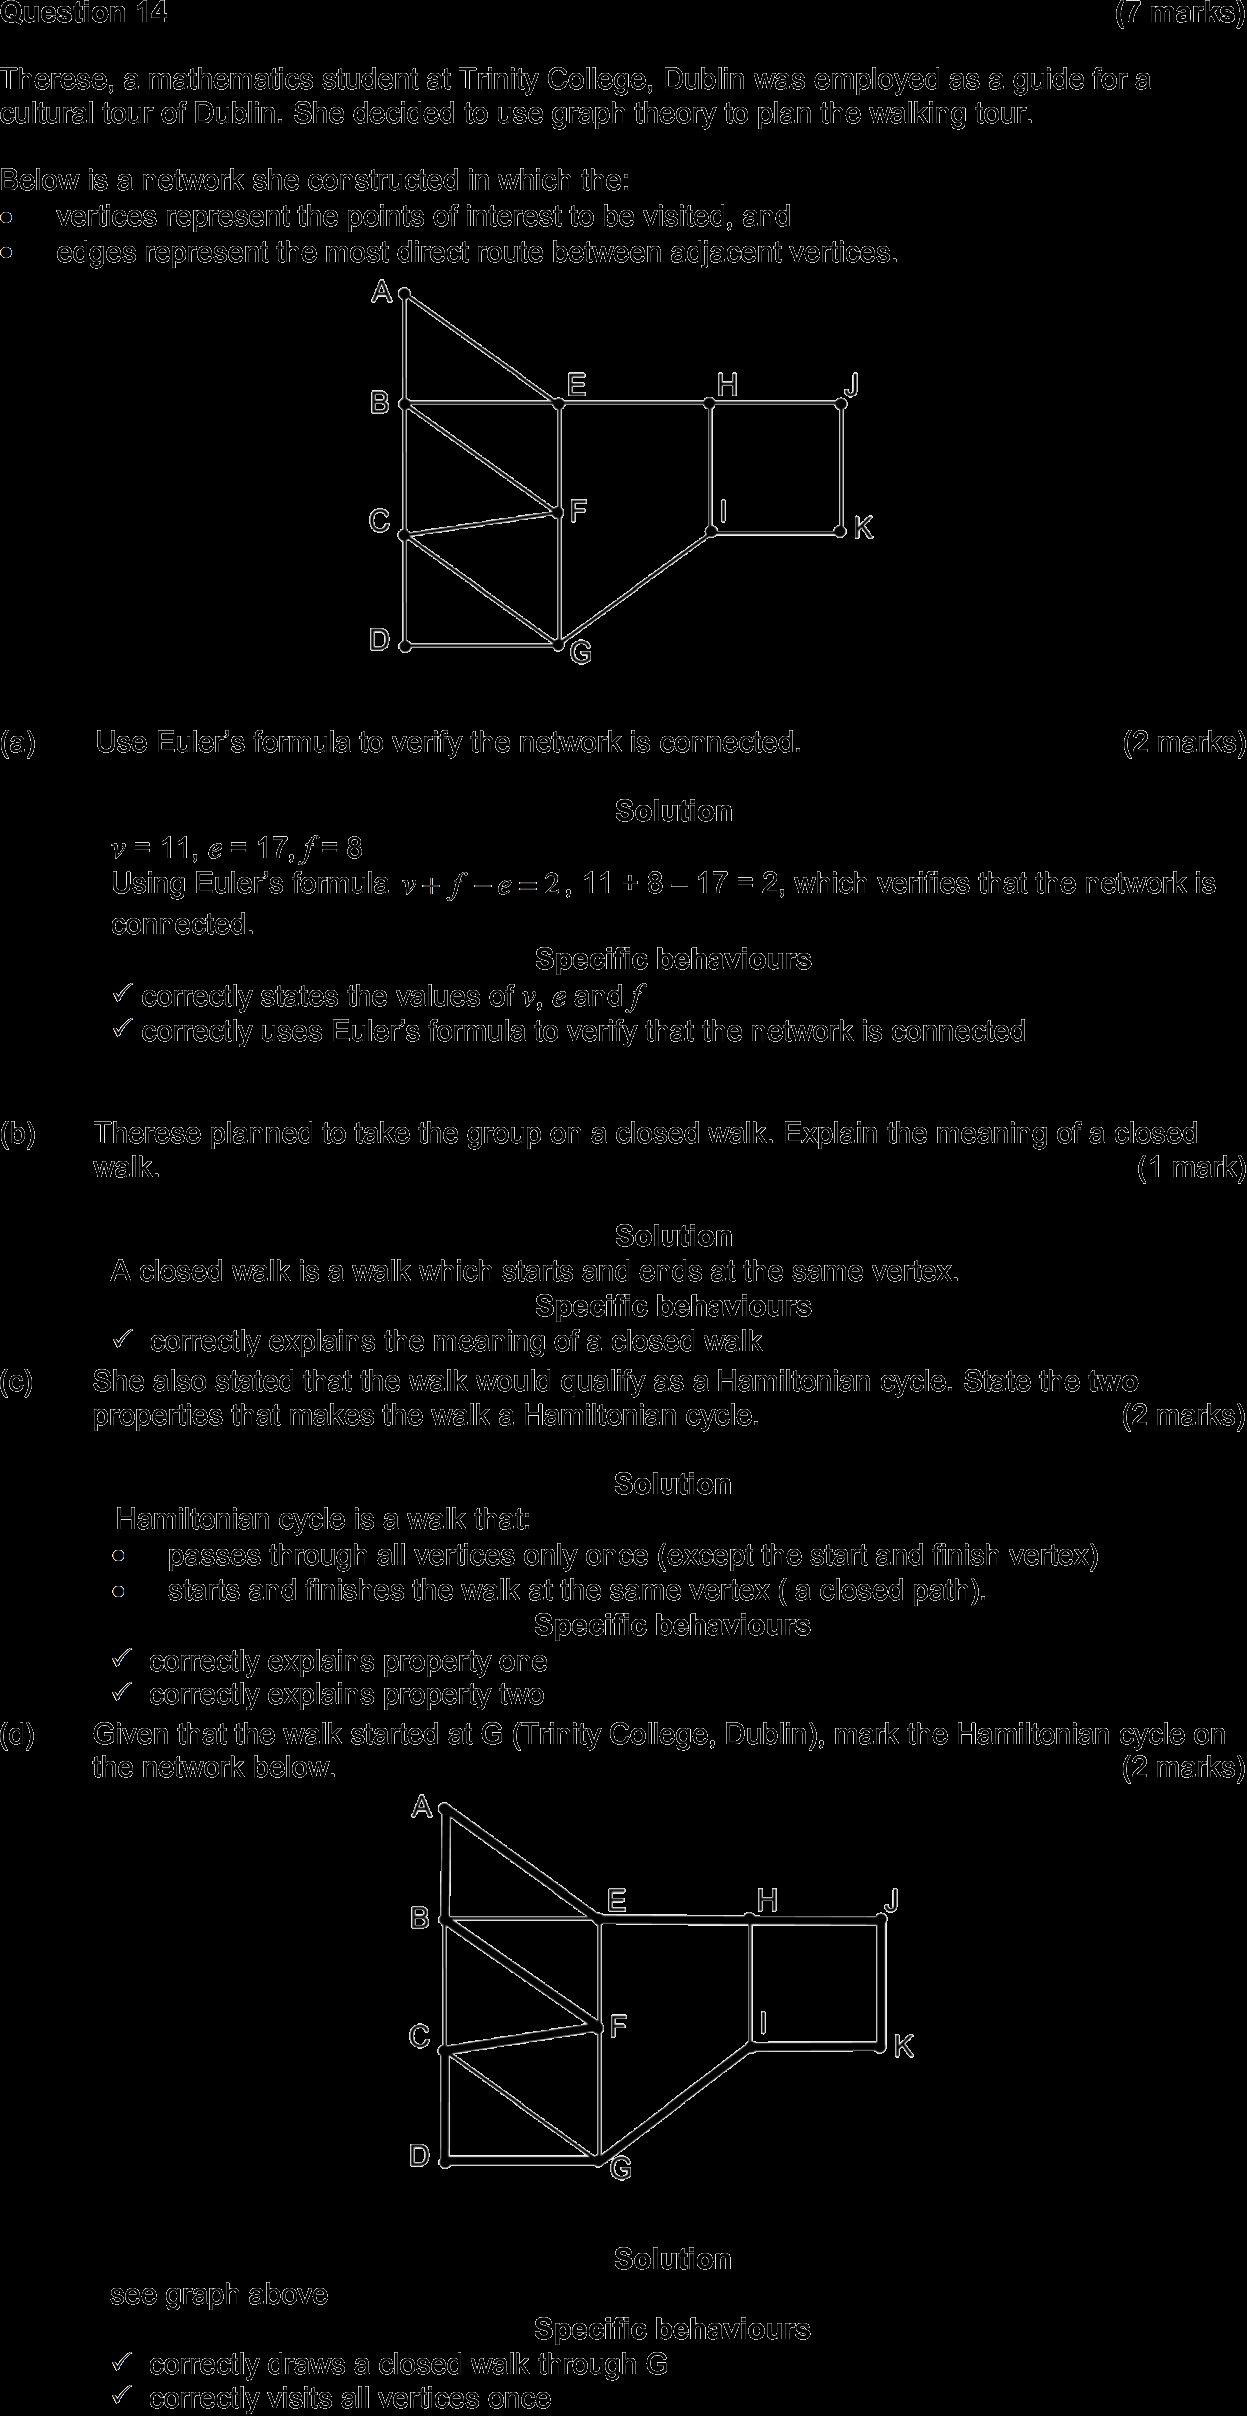 Question 14 (7 marks)
Therese, a mathematics student at Trinity College, Dublin was employed as a guide for a
cultural tour of Dublin. She decided to use graph theory to plan the walking tour.
Below is a network she constructed in which the:
• vertices represent the points of interest to be visited, and
• edges represent the most direct route between adjacent vertices.
A
E H J
B
C F I K
D G
(a) Use Euler's formula to verify the network is connected. (2 marks)
Solution
v = 11, e = 17, f = 8
Using Euler's formula v + f – e = 2, 11 + 8 – 17 = 2, which verifies that the network is
connected.
Specific behaviours
✓ correctly states the values of v, e and f
✓ correctly uses Euler's formula to verify that the network is connected
(b) Therese planned to take the group on a closed walk. Explain the meaning of a closed
walk. (1 mark)
Solution
A closed walk is a walk which starts and ends at the same vertex.
Specific behaviours
✓ correctly explains the meaning of a closed walk
(c) She also stated that the walk would qualify as a Hamiltonian cycle. State the two
properties that makes the walk a Hamiltonian cycle. (2 marks)
Solution
Hamiltonian cycle is a walk that:
• passes through all vertices only once (except the start and finish vertex)
• starts and finishes the walk at the same vertex ( a closed path).
Specific behaviours
✓ correctly explains property one
✓ correctly explains property two
(d) Given that the walk started at G (Trinity College, Dublin), mark the Hamiltonian cycle on
the network below. (2 marks)
A
E H J
B
C F I K
D G
Solution
see graph above
Specific behaviours
✓ correctly draws a closed walk through G
✓ correctly visits all vertices once